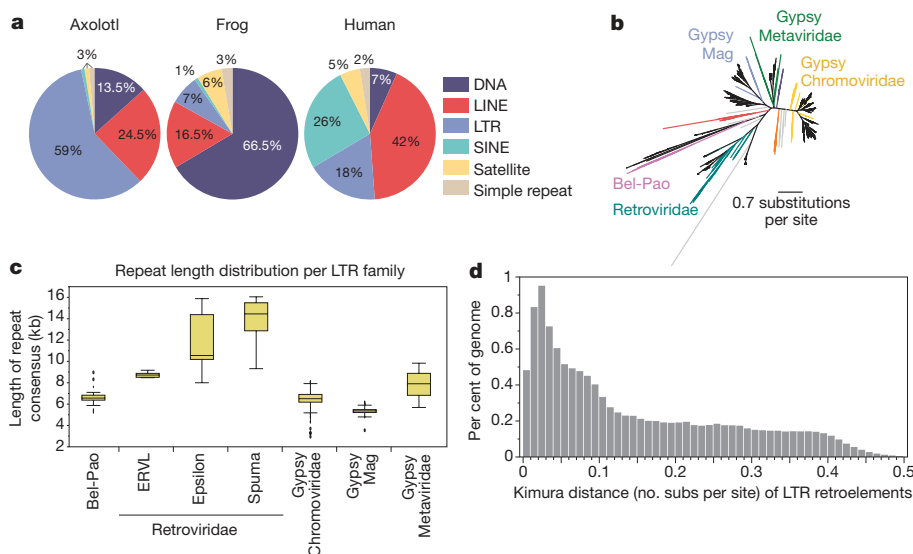 a
Axolotl
Frog
Human
3%
13.5%
24.5%
59%
3%
1%
6%
7%
16.5%
66.5%
5%
2%
7%
26%
42%
18%
DNA
LINE
LTR
SINE
Satellite
Simple repeat
b
Gypsy
Mag
Gypsy
Metaviridae
Gypsy
Chromoviridae
Bel-Pao
Retroviridae
0.7 substitutions
per site
c
Repeat length distribution per LTR family
Length of repeat
consensus (kb)
16
14
12
10
8
6
4
2
Bel-Pao
ERVL
Epsilon
Spuma
Gypsy
Chromoviridae
Gypsy
Mag
Gypsy
Metaviridae
Retroviridae
d
Per cent of genome
1
0.8
0.6
0.4
0.2
0
0
0.1
0.2
0.3
0.4
0.5
Kimura distance (no. subs per site) of LTR retroelements